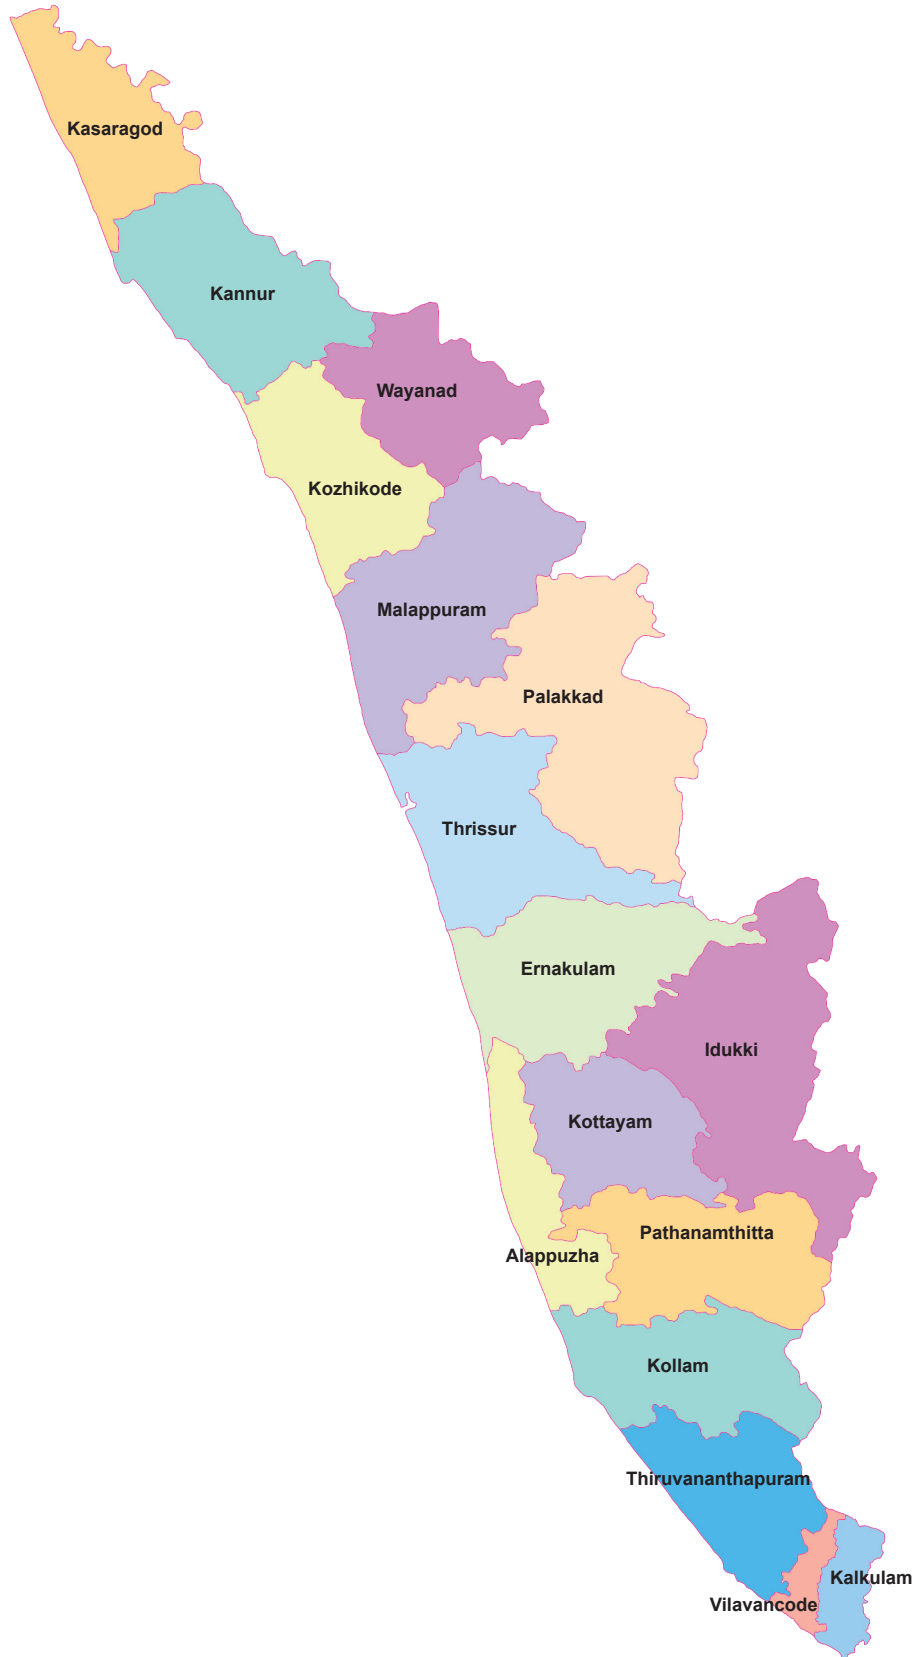 Kasaragod
Kannur
Wayanad
Kozhikode
Malappuram
Palakkad
Thrissur
Ernakulam
Idukki
Kottayam
Pathanamthitta
Alappuzha
Kollam
Thiruvananthapuram
Kalkulam
Vilavancode